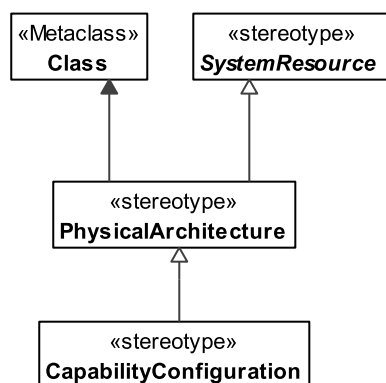 «Metaclass»
Class
«stereotype»
SystemResource
«stereotype»
PhysicalArchitecture
«stereotype»
CapabilityConfiguration